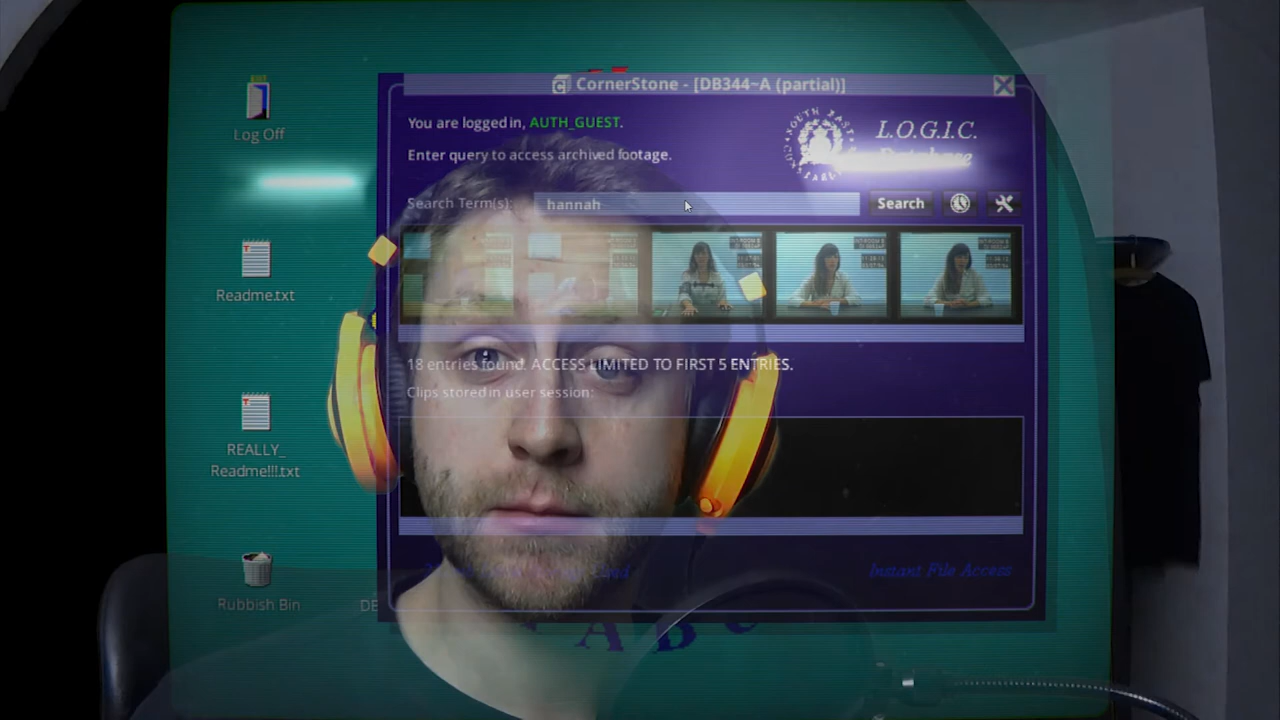 CornerStone - [DB344~A (partial)]
You are logged in, AUTH_GUEST.
L.O.G.I.C.
Database
Enter query to access archived footage.
Search Term(s):
hannah
Search
18 entries found. ACCESS LIMITED TO FIRST 5 ENTRIES.
Clips stored in user session:
Instant File Access
Log Off
Readme.txt
REALLY_
Readme!!!.txt
Rubbish Bin